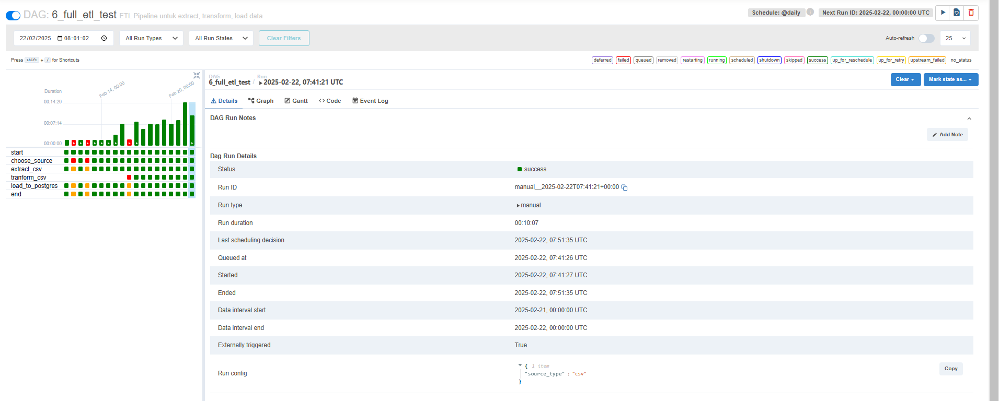 DAG: 6_full_etl_test ETL Pipeline untuk extract, transform, load data
Schedule: @daily
Next Run ID: 2025-02-22, 00:00:00 UTC
22/02/2025 08:01:02
All Run Types
All Run States
Clear Filters
Auto-refresh
25
Press shift + / for Shortcuts
deferred failed queued removed restarting running scheduled shutdown skipped success up_for_reschedule up_for_retry upstream_failed no_status
Feb 14, 00:00
Feb 20, 00:00
Duration
00:14:29
00:07:14
00:00:00
start
choose_source
extract_csv
tranform_csv
load_to_postgres
end
DAG
6_full_etl_test / Run
2025-02-22, 07:41:21 UTC
Clear
Mark state as...
Details
Graph
Gantt
Code
Event Log
DAG Run Notes
Add Note
Dag Run Details
Status success
Run ID manual__2025-02-22T07:41:21+00:00
Run type manual
Run duration 00:10:07
Last scheduling decision 2025-02-22, 07:51:35 UTC
Queued at 2025-02-22, 07:41:26 UTC
Started 2025-02-22, 07:41:27 UTC
Ended 2025-02-22, 07:51:35 UTC
Data interval start 2025-02-21, 00:00:00 UTC
Data interval end 2025-02-22, 00:00:00 UTC
Externally triggered True
Run config
{ 1 item
"source_type" : "csv"
}
Copy